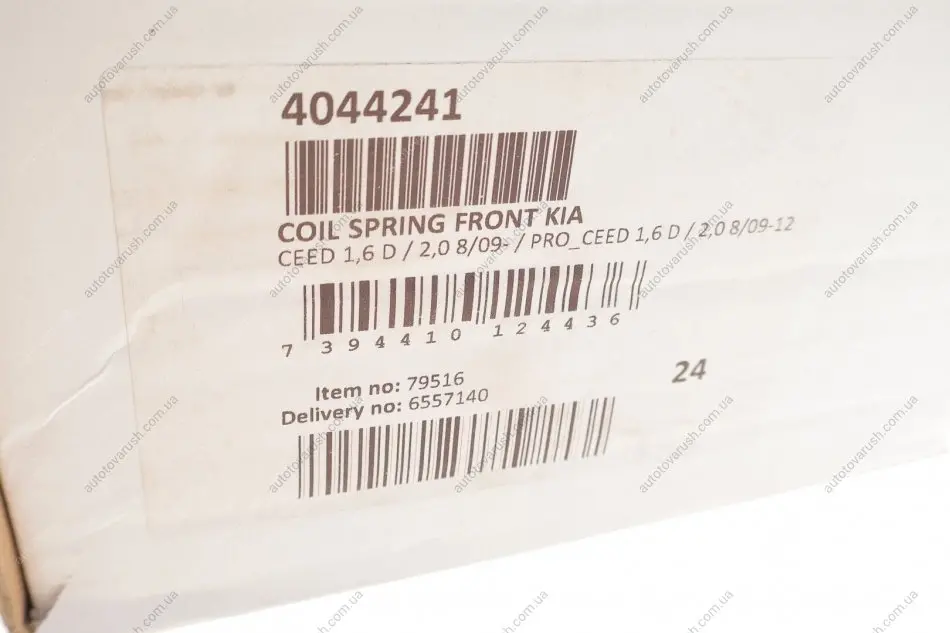 4044241
COIL SPRING FRONT KIA
CEED 1,6 D / 2,0 8/09- / PRO_CEED 1,6 D / 2,0 8/09-12
7 394410 124436
Item no: 79516
24
Delivery no: 6557140
autotovarush.com.ua